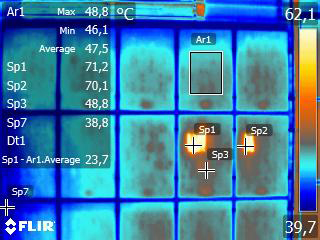 Ar1 Max 48,8 °C 62,1
Min 46,1
Average 47,5
Sp1 71,2
Sp2 70,1
Sp3 48,8
Sp7 38,8
Dt1
Sp1 - Ar1.Average 23,7
Ar1
Sp1
Sp2
Sp3
Sp7
FLIR
39,7